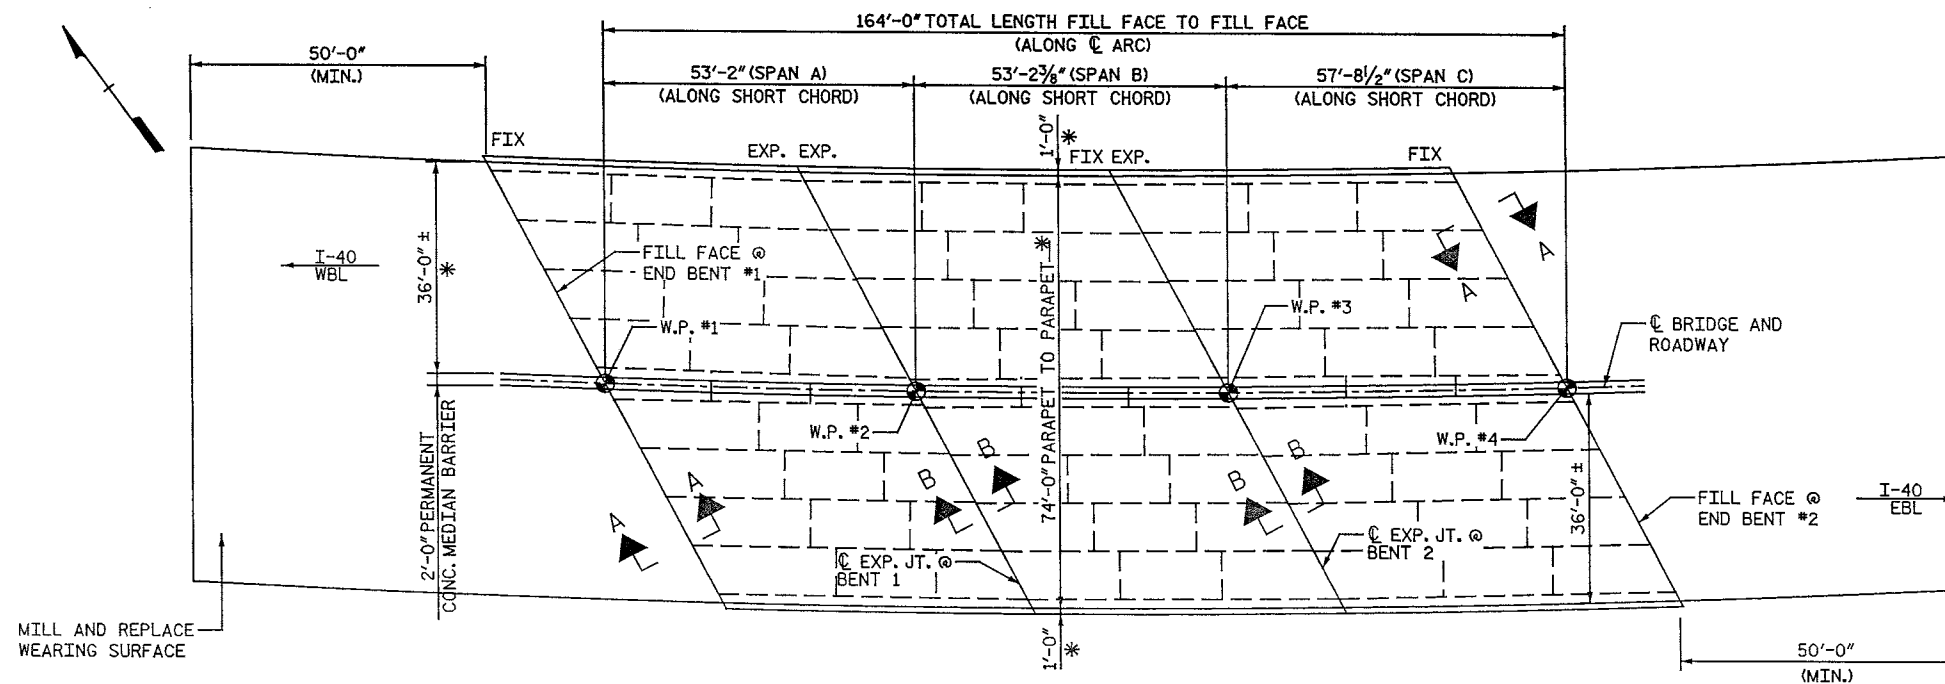 164'-0" TOTAL LENGTH FILL FACE TO FILL FACE
(ALONG ℄ ARC)
50'-0"
(MIN.)
53'-2" (SPAN A)
(ALONG SHORT CHORD)
53'-2⅜" (SPAN B)
(ALONG SHORT CHORD)
57'-8½" (SPAN C)
(ALONG SHORT CHORD)
FIX
EXP. EXP.
1'-0" *
FIX EXP.
FIX
I-40
WBL
36'-0" ± *
FILL FACE @
END BENT #1
A
A
W.P. #1
W.P. #3
℄ BRIDGE AND
ROADWAY
74'-0" PARAPET TO PARAPET *
W.P. #2
W.P. #4
2'-0" PERMANENT
CONC. MEDIAN BARRIER
A
A
B
B
B
B
36'-0" ±
FILL FACE @
END BENT #2
I-40
EBL
℄ EXP. JT. @
BENT 1
℄ EXP. JT. @
BENT 2
MILL AND REPLACE
WEARING SURFACE
1'-0" *
50'-0"
(MIN.)